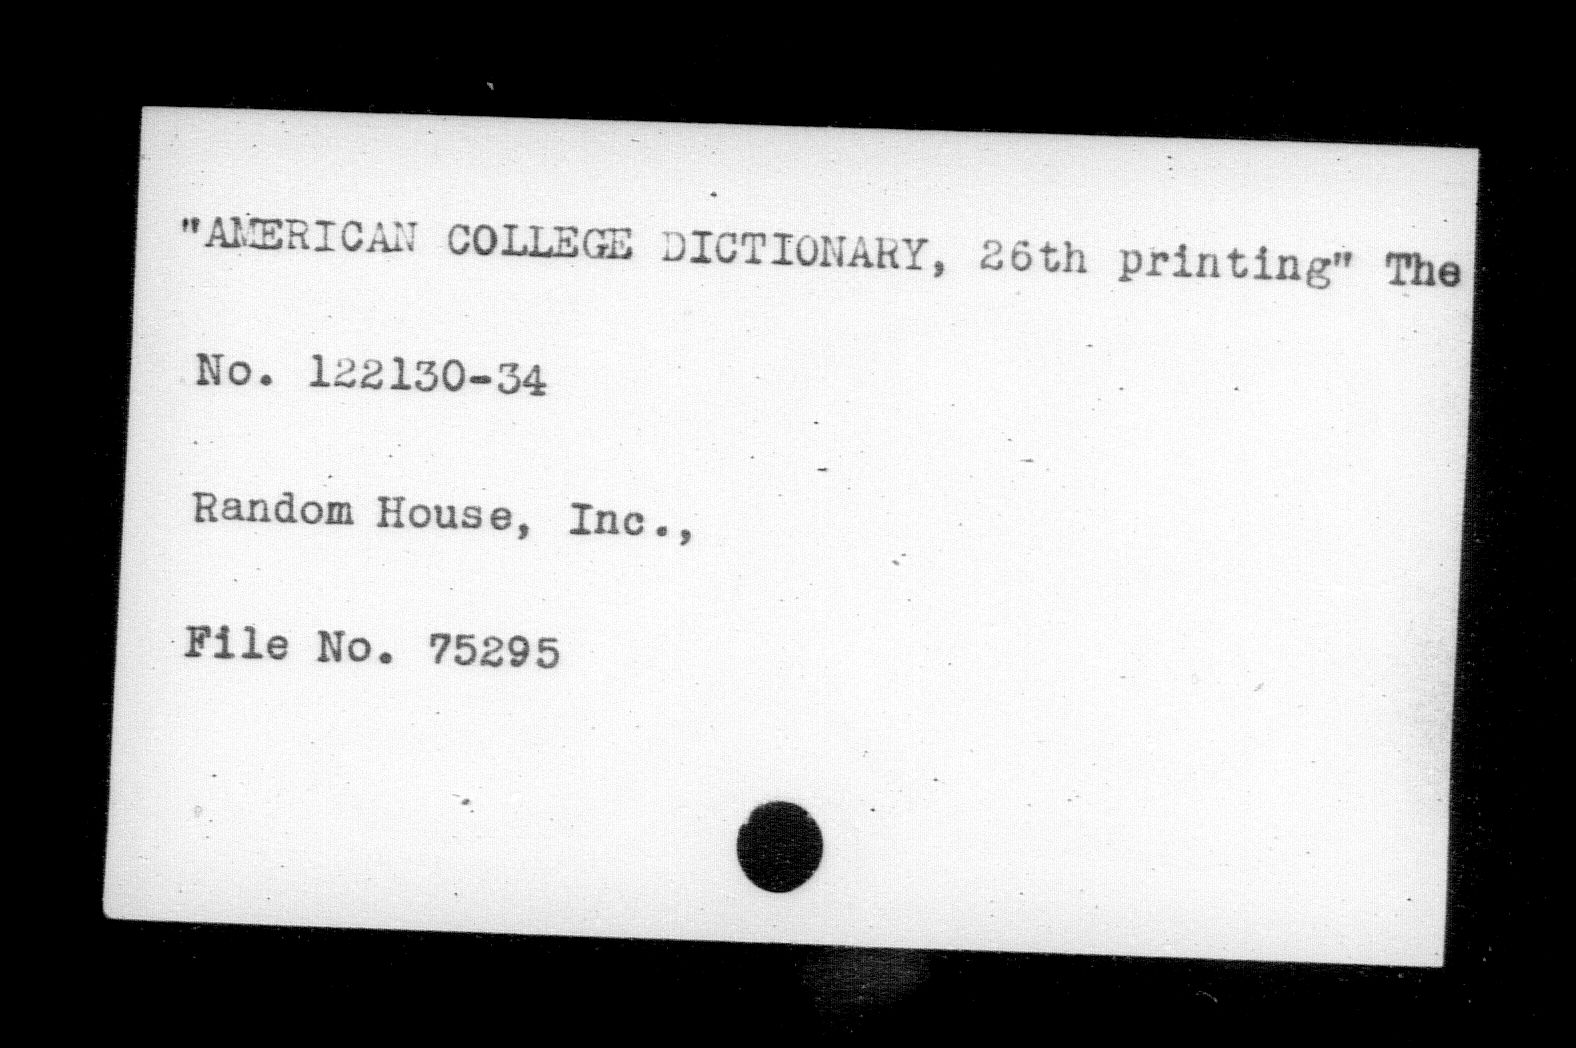 "AMERICAN COLLEGE DICTIONARY, 26th printing" The
No. 122130-34
Random House, Inc.,
File No. 75295